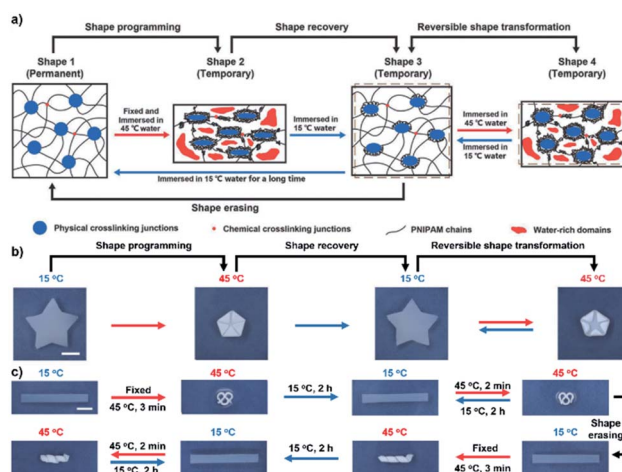 a)
Shape programming
Shape recovery
Reversible shape transformation
Shape 1
(Permanent)
Shape 2
(Temporary)
Shape 3
(Temporary)
Shape 4
(Temporary)
Fixed and
Immersed in
45 ℃ water
Immersed in
15 ℃ water
Immersed in
45 ℃ water
Immersed in
15 ℃ water
Immersed in 15 ℃ water for a long time
Shape erasing
Physical crosslinking junctions
Chemical crosslinking junctions
PNIPAM chains
Water-rich domains
b)
Shape programming
Shape recovery
Reversible shape transformation
15 °C
45 °C
15 °C
45 °C
c)
15 °C
45 °C
15 °C
45 °C
Fixed
45 °C, 3 min
15 °C, 2 h
45 °C, 2 min
15 °C, 2 h
Shape
erasing
45 °C
15 °C
45 °C
15 °C
45 °C, 2 min
15 °C, 2 h
15 °C, 2 h
Fixed
45 °C, 3 min